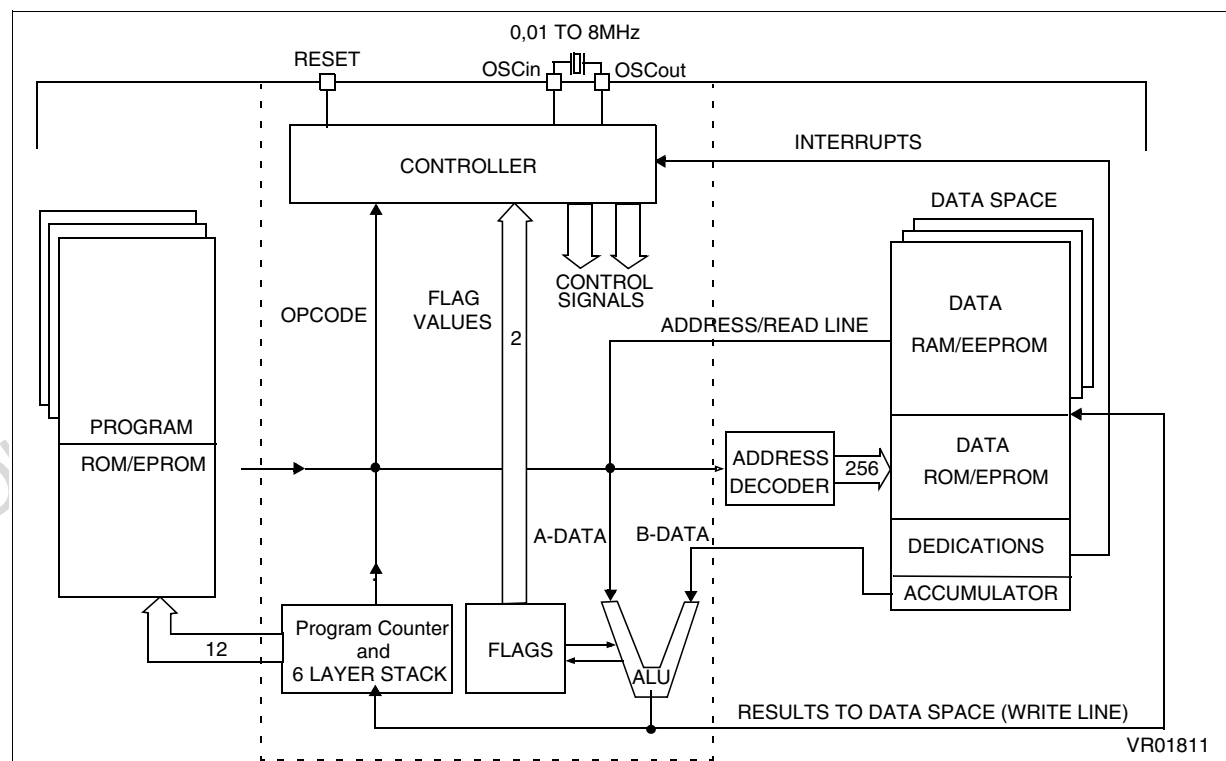 0,01 TO 8MHz
RESET
OSCin
OSCout
INTERRUPTS
CONTROLLER
DATA SPACE
OPCODE
FLAG
VALUES
2
CONTROL
SIGNALS
ADDRESS/READ LINE
DATA
RAM/EEPROM
PROGRAM
ROM/EPROM
ADDRESS
DECODER
256
DATA
ROM/EPROM
A-DATA
B-DATA
DEDICATIONS
ACCUMULATOR
12
Program Counter
and
6 LAYER STACK
FLAGS
ALU
RESULTS TO DATA SPACE (WRITE LINE)
VR01811